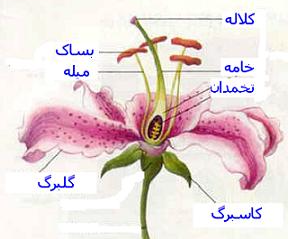 کلاله
بساک
میله
خامه
تخمدان
گلبرگ
کاسبرگ